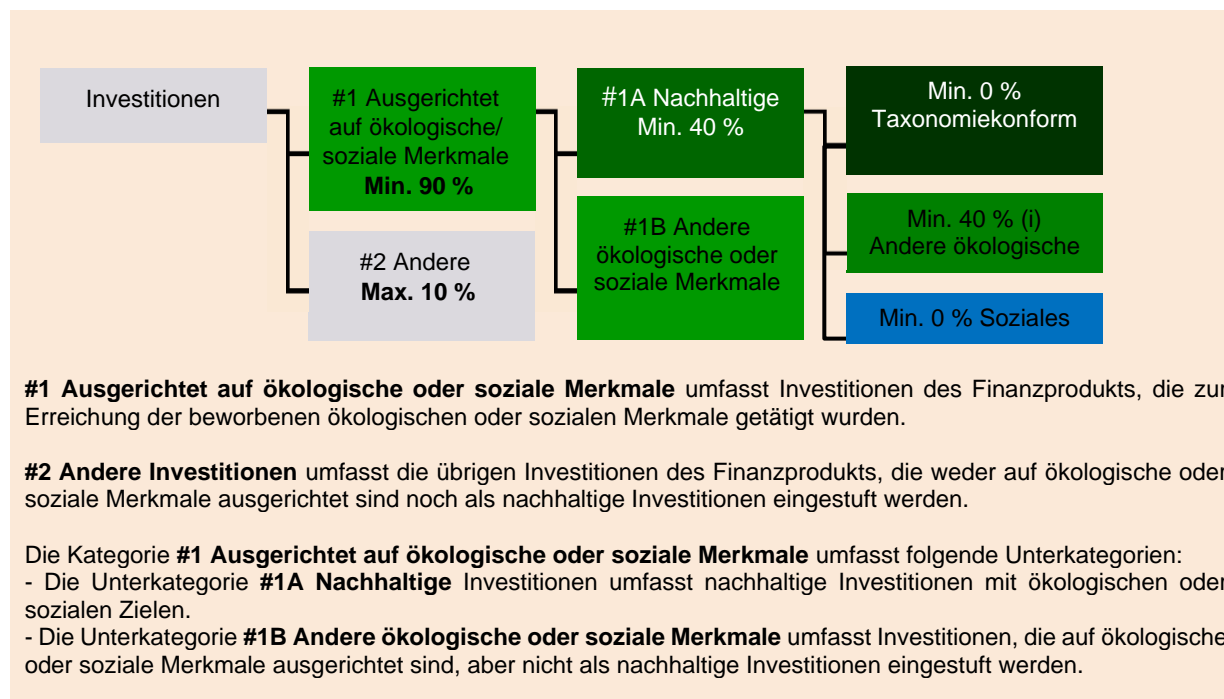 Investitionen
#1 Ausgerichtet
auf ökologische/
soziale Merkmale
Min. 90 %
#2 Andere
Max. 10 %
#1A Nachhaltige
Min. 40 %
#1B Andere
ökologische oder
soziale Merkmale
Min. 0 %
Taxonomiekonform
Min. 40 % (i)
Andere ökologische
Min. 0 % Soziales
#1 Ausgerichtet auf ökologische oder soziale Merkmale umfasst Investitionen des Finanzprodukts, die zur
Erreichung der beworbenen ökologischen oder sozialen Merkmale getätigt wurden.
#2 Andere Investitionen umfasst die übrigen Investitionen des Finanzprodukts, die weder auf ökologische oder
soziale Merkmale ausgerichtet sind noch als nachhaltige Investitionen eingestuft werden.
Die Kategorie #1 Ausgerichtet auf ökologische oder soziale Merkmale umfasst folgende Unterkategorien:
- Die Unterkategorie #1A Nachhaltige Investitionen umfasst nachhaltige Investitionen mit ökologischen oder
sozialen Zielen.
- Die Unterkategorie #1B Andere ökologische oder soziale Merkmale umfasst Investitionen, die auf ökologische
oder soziale Merkmale ausgerichtet sind, aber nicht als nachhaltige Investitionen eingestuft werden.